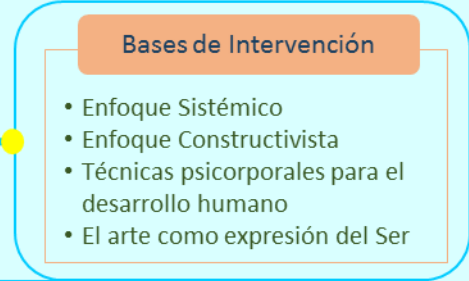 Bases de Intervención
• Enfoque Sistémico
• Enfoque Constructivista
• Técnicas psicorporales para el
desarrollo humano
• El arte como expresión del Ser